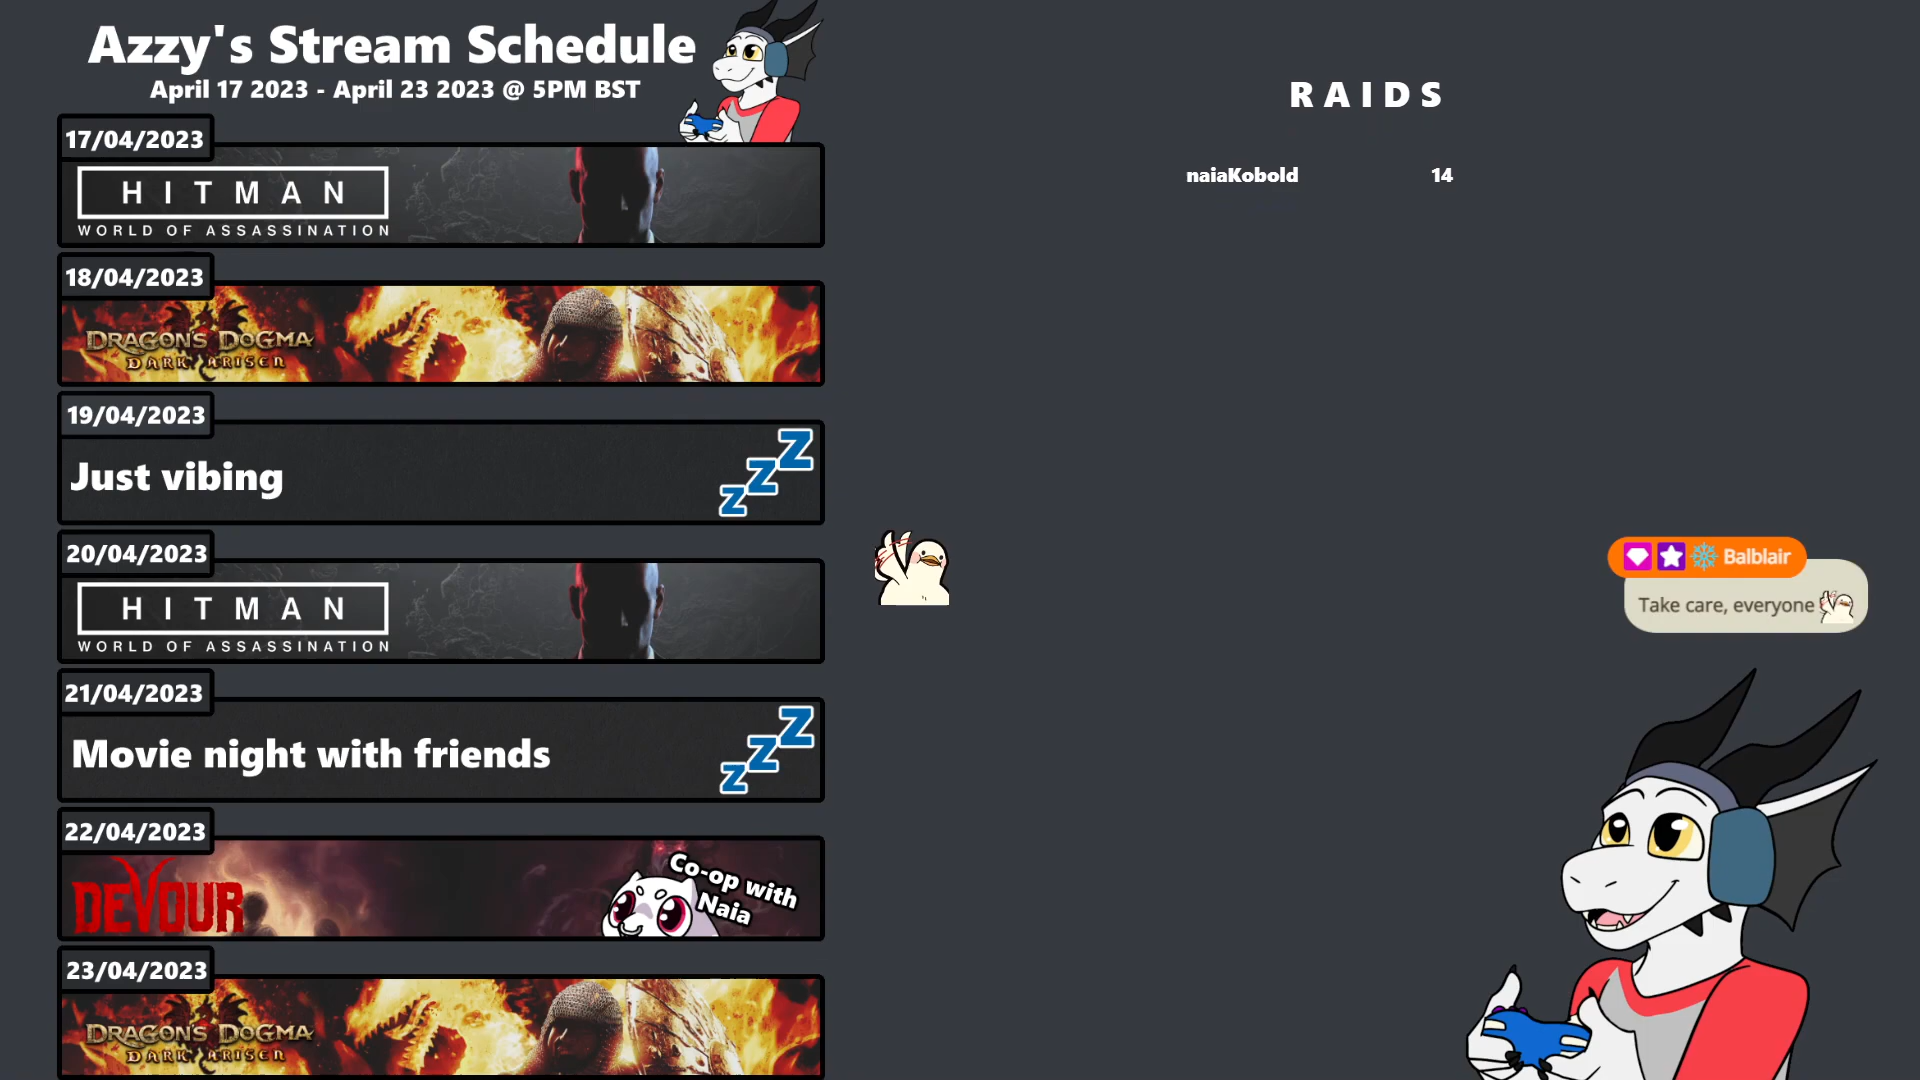 Azzy's Stream Schedule
April 17 2023 - April 23 2023 @ 5PM BST
17/04/2023
HITMAN
WORLD OF ASSASSINATION
18/04/2023
DRAGON'S DOGMA
DARK ARISEN
19/04/2023
Just vibing
z z Z
20/04/2023
HITMAN
WORLD OF ASSASSINATION
21/04/2023
Movie night with friends
z z Z
22/04/2023
DEVOUR
Co-op with
Naia
23/04/2023
DRAGON'S DOGMA
DARK ARISEN
RAIDS
naiaKobold 14
Balblair
Take care, everyone